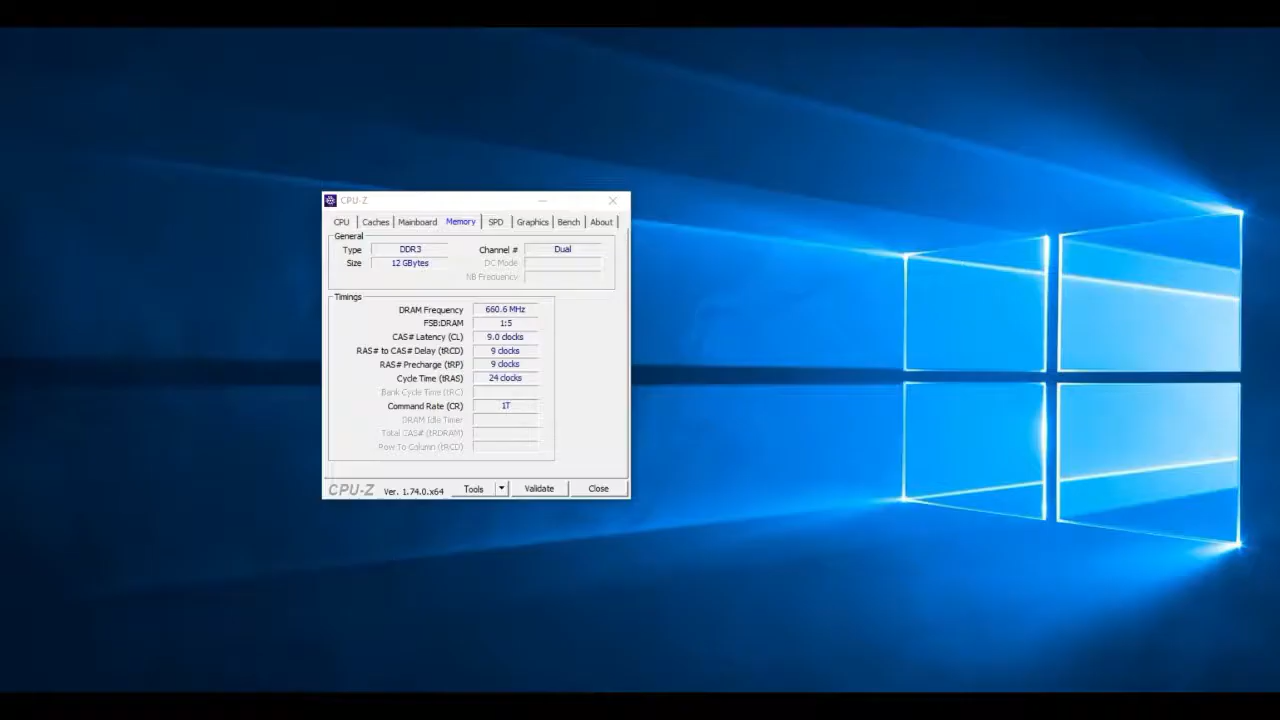 CPU-Z
CPU Caches Mainboard Memory SPD Graphics Bench About
General
Type DDR3 Channel # Dual
Size 12 GBytes DC Mode
NB Frequency
Timings
DRAM Frequency 660.6 MHz
FSB:DRAM 1:5
CAS# Latency (CL) 9.0 clocks
RAS# to CAS# Delay (tRCD) 9 clocks
RAS# Precharge (tRP) 9 clocks
Cycle Time (tRAS) 24 clocks
Bank Cycle Time (tRC)
Command Rate (CR) 1T
DRAM Idle Timer
Total CAS# (tRDRAM)
Row To Column (tRCD)
CPU-Z Ver. 1.74.0.x64 Tools Validate Close